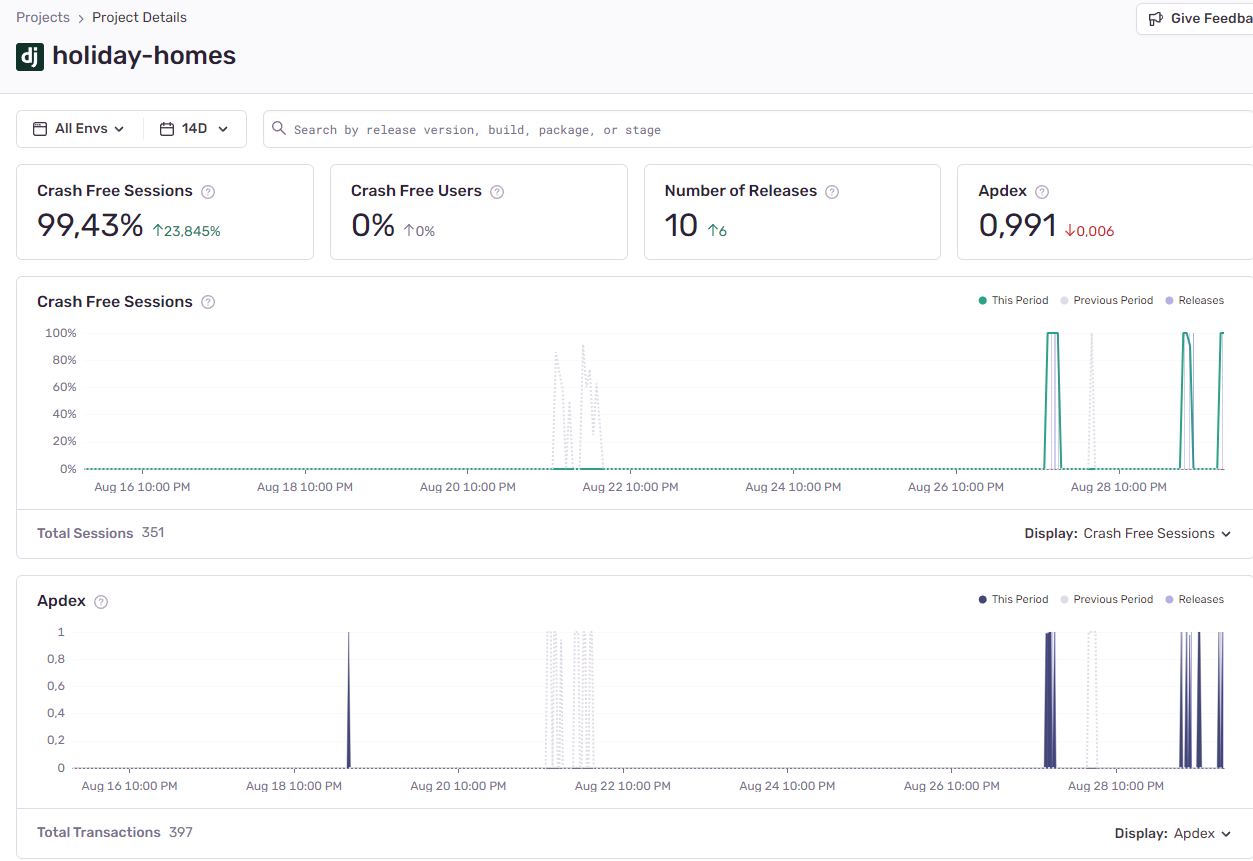 Projects > Project Details
Give Feedba
dj holiday-homes
All Envs 14D Search by release version, build, package, or stage
Crash Free Sessions ?
99,43% ↑23,845%
Crash Free Users ?
0% ↑0%
Number of Releases ?
10 ↑6
Apdex ?
0,991 ↓0,006
Crash Free Sessions ?
This Period Previous Period Releases
100%
80%
60%
40%
20%
0%
Aug 16 10:00 PM Aug 18 10:00 PM Aug 20 10:00 PM Aug 22 10:00 PM Aug 24 10:00 PM Aug 26 10:00 PM Aug 28 10:00 PM
Total Sessions 351
Display: Crash Free Sessions
Apdex ?
This Period Previous Period Releases
1
0,8
0,6
0,4
0,2
0
Aug 16 10:00 PM Aug 18 10:00 PM Aug 20 10:00 PM Aug 22 10:00 PM Aug 24 10:00 PM Aug 26 10:00 PM Aug 28 10:00 PM
Total Transactions 397
Display: Apdex